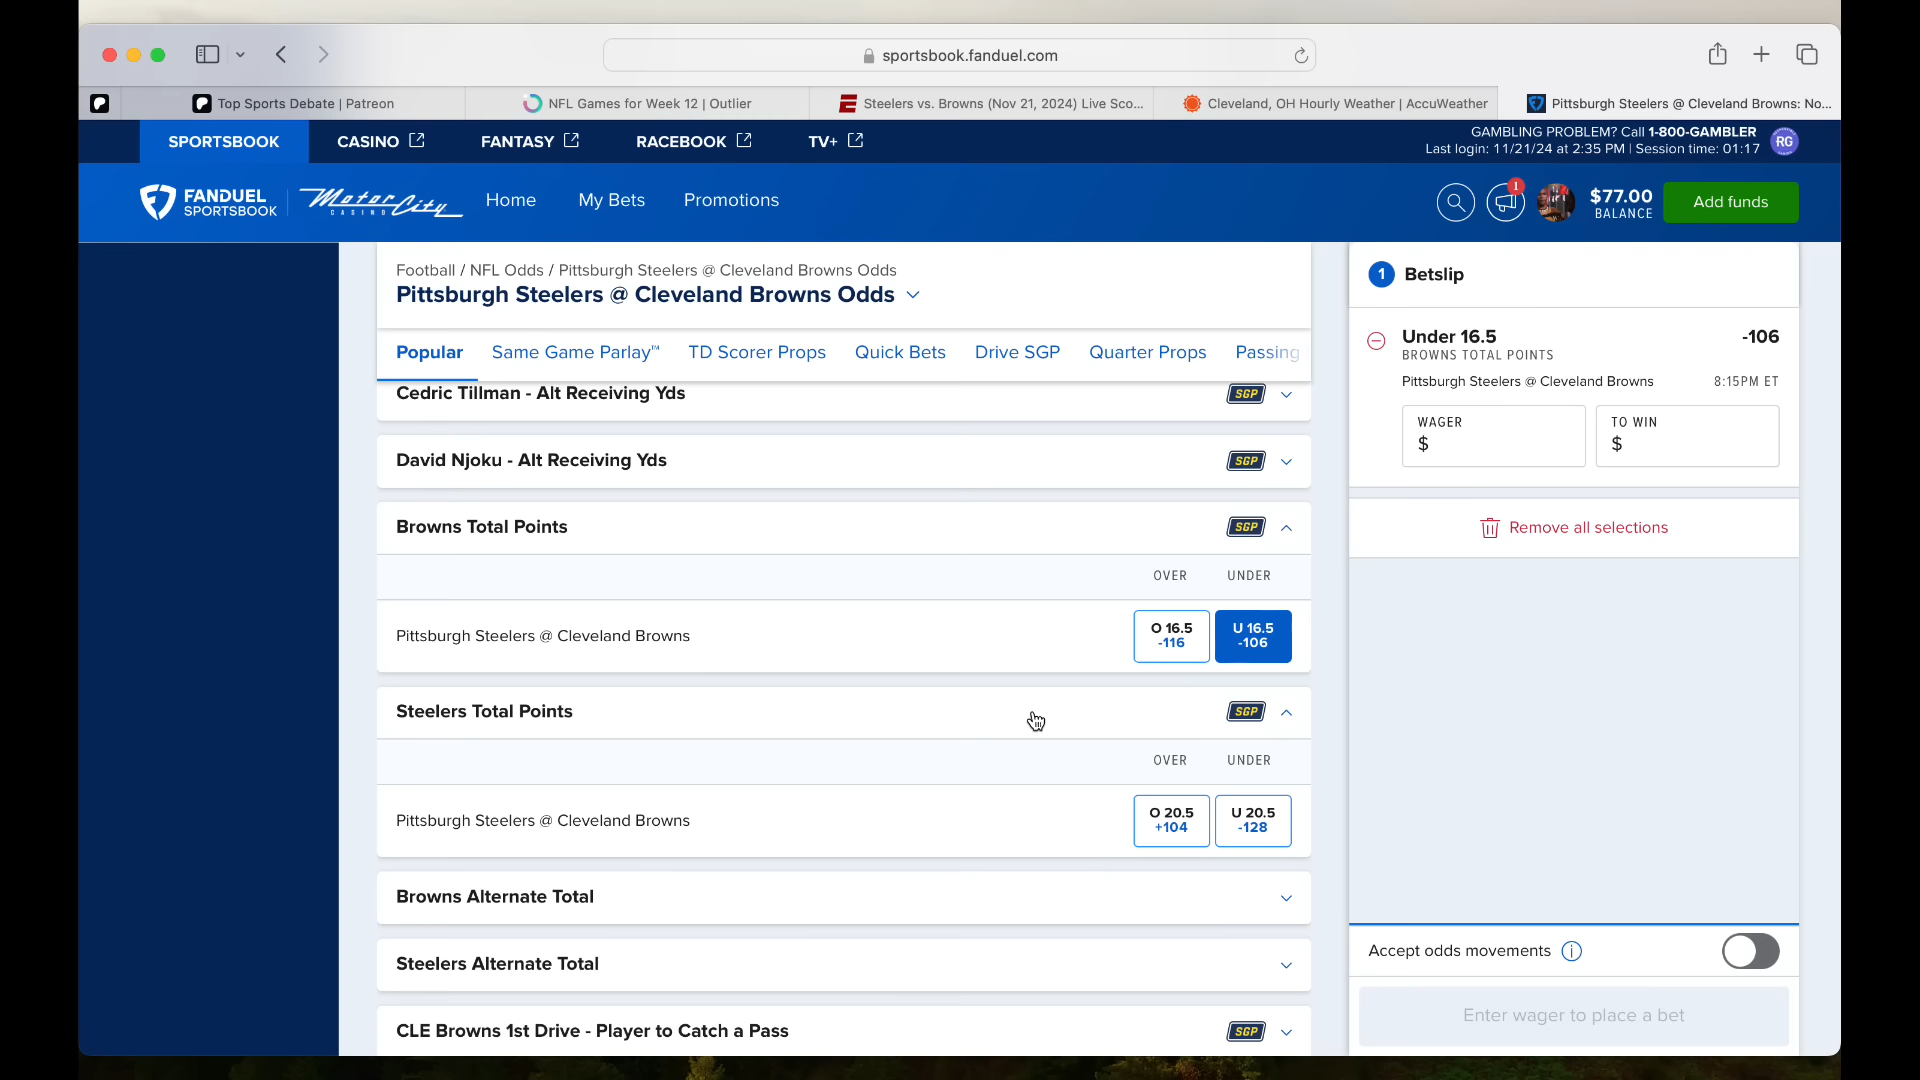 sportsbook.fanduel.com
Top Sports Debate | Patreon
NFL Games for Week 12 | Outlier
Steelers vs. Browns (Nov 21, 2024) Live Sco...
Cleveland, OH Hourly Weather | AccuWeather
Pittsburgh Steelers @ Cleveland Browns: No...
SPORTSBOOK
CASINO
FANTASY
RACEBOOK
TV+
GAMBLING PROBLEM? Call 1-800-GAMBLER
Last login: 11/21/24 at 2:35 PM | Session time: 01:17
RG
FANDUEL
SPORTSBOOK
MotorCity
CASINO
Home
My Bets
Promotions
1
$77.00
BALANCE
Add funds
Football / NFL Odds / Pittsburgh Steelers @ Cleveland Browns Odds
Pittsburgh Steelers @ Cleveland Browns Odds
Popular
Same Game Parlay™
TD Scorer Props
Quick Bets
Drive SGP
Quarter Props
Passing
Cedric Tillman - Alt Receiving Yds
SGP
David Njoku - Alt Receiving Yds
SGP
Browns Total Points
SGP
OVER UNDER
Pittsburgh Steelers @ Cleveland Browns
O 16.5
-116
U 16.5
-106
Steelers Total Points
SGP
OVER UNDER
Pittsburgh Steelers @ Cleveland Browns
O 20.5
+104
U 20.5
-128
Browns Alternate Total
Steelers Alternate Total
CLE Browns 1st Drive - Player to Catch a Pass
SGP
1 Betslip
Under 16.5 -106
BROWNS TOTAL POINTS
Pittsburgh Steelers @ Cleveland Browns 8:15PM ET
WAGER
$
TO WIN
$
Remove all selections
Accept odds movements
Enter wager to place a bet